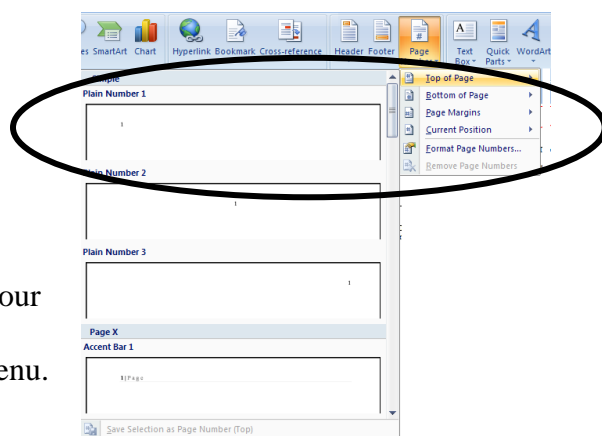 es SmartArt Chart Hyperlink Bookmark Cross-reference Header Footer Page Text Quick WordArt
Box Parts
Simple
Top of Page
Plain Number 1
Bottom of Page
1
Page Margins
Current Position
Format Page Numbers...
Remove Page Numbers
Plain Number 2
1
Plain Number 3
1
our
Page X
Accent Bar 1
enu.
1|Page
Save Selection as Page Number (Top)